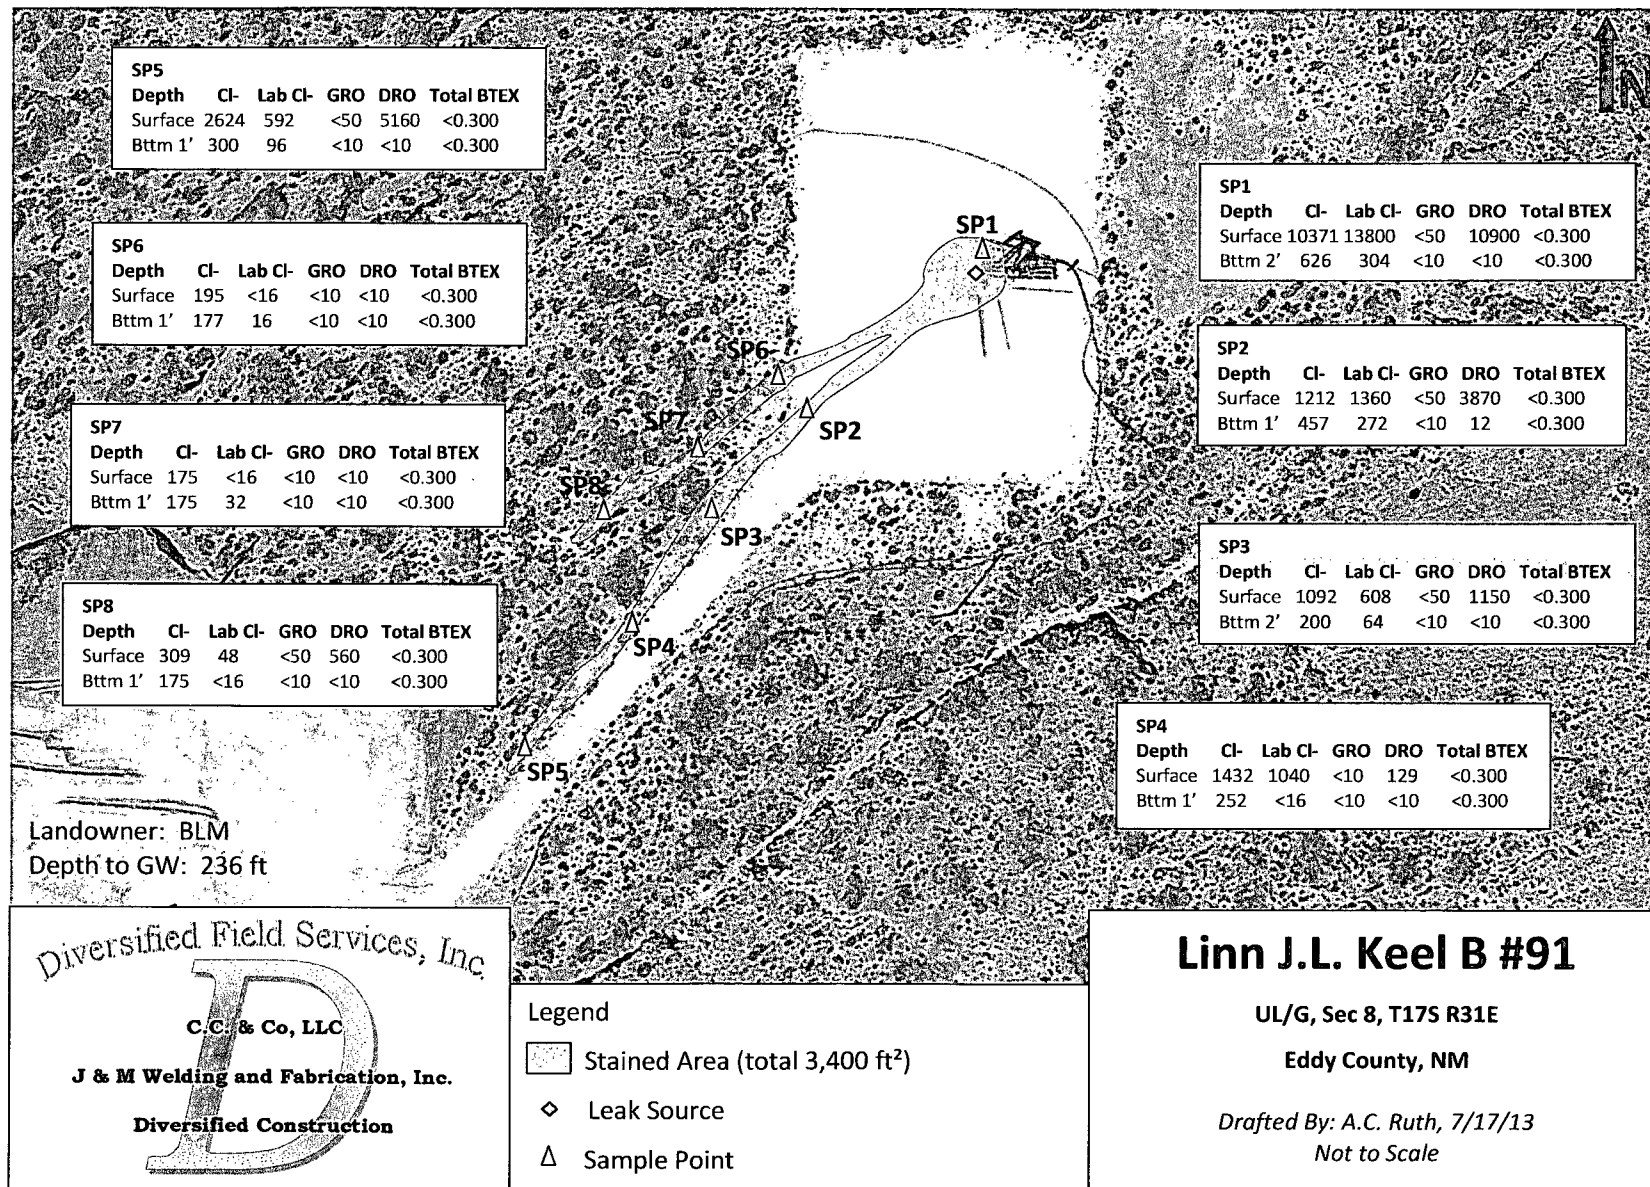 SP5
Depth Cl- Lab Cl- GRO DRO Total BTEX
Surface 2624 592 <50 5160 <0.300
Bttm 1' 300 96 <10 <10 <0.300
SP6
Depth Cl- Lab Cl- GRO DRO Total BTEX
Surface 195 <16 <10 <10 <0.300
Bttm 1' 177 16 <10 <10 <0.300
SP7
Depth Cl- Lab Cl- GRO DRO Total BTEX
Surface 175 <16 <10 <10 <0.300
Bttm 1' 175 32 <10 <10 <0.300
SP8
Depth Cl- Lab Cl- GRO DRO Total BTEX
Surface 309 48 <50 560 <0.300
Bttm 1' 175 <16 <10 <10 <0.300
N
SP1
SP6
SP7
SP2
SP8
SP3
SP4
SP5
SP1
Depth Cl- Lab Cl- GRO DRO Total BTEX
Surface 10371 13800 <50 10900 <0.300
Bttm 2' 626 304 <10 <10 <0.300
SP2
Depth Cl- Lab Cl- GRO DRO Total BTEX
Surface 1212 1360 <50 3870 <0.300
Bttm 1' 457 272 <10 12 <0.300
SP3
Depth Cl- Lab Cl- GRO DRO Total BTEX
Surface 1092 608 <50 1150 <0.300
Bttm 2' 200 64 <10 <10 <0.300
SP4
Depth Cl- Lab Cl- GRO DRO Total BTEX
Surface 1432 1040 <10 129 <0.300
Bttm 1' 252 <16 <10 <10 <0.300
Landowner: BLM
Depth to GW: 236 ft
Diversified Field Services, Inc.
D
C.C. & Co, LLC
J & M Welding and Fabrication, Inc.
Diversified Construction
Legend
Stained Area (total 3,400 ft²)
Leak Source
Sample Point
Linn J.L. Keel B #91
UL/G, Sec 8, T17S R31E
Eddy County, NM
Drafted By: A.C. Ruth, 7/17/13
Not to Scale